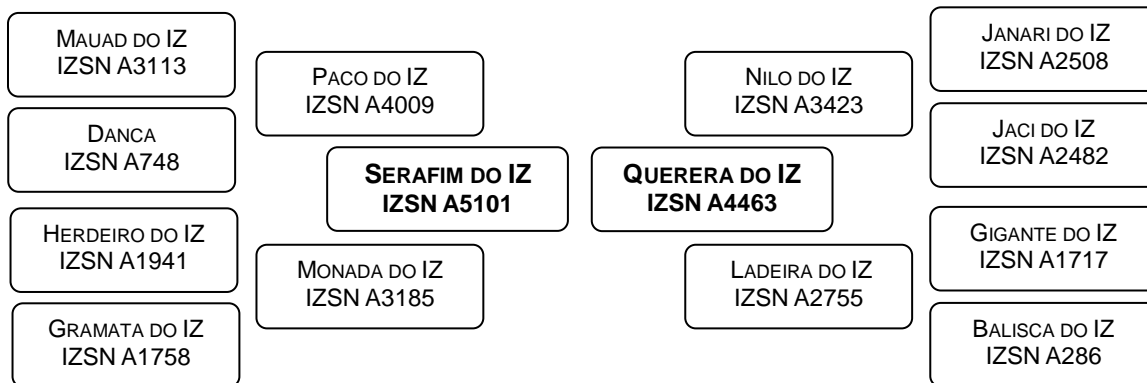 MAUAD DO IZ
IZSN A3113
PACO DO IZ
IZSN A4009
DANCA
IZSN A748
SERAFIM DO IZ
IZSN A5101
HERDEIRO DO IZ
IZSN A1941
MONADA DO IZ
IZSN A3185
GRAMATA DO IZ
IZSN A1758
JANARI DO IZ
IZSN A2508
NILO DO IZ
IZSN A3423
JACI DO IZ
IZSN A2482
QUERERA DO IZ
IZSN A4463
GIGANTE DO IZ
IZSN A1717
LADEIRA DO IZ
IZSN A2755
BALISCA DO IZ
IZSN A286